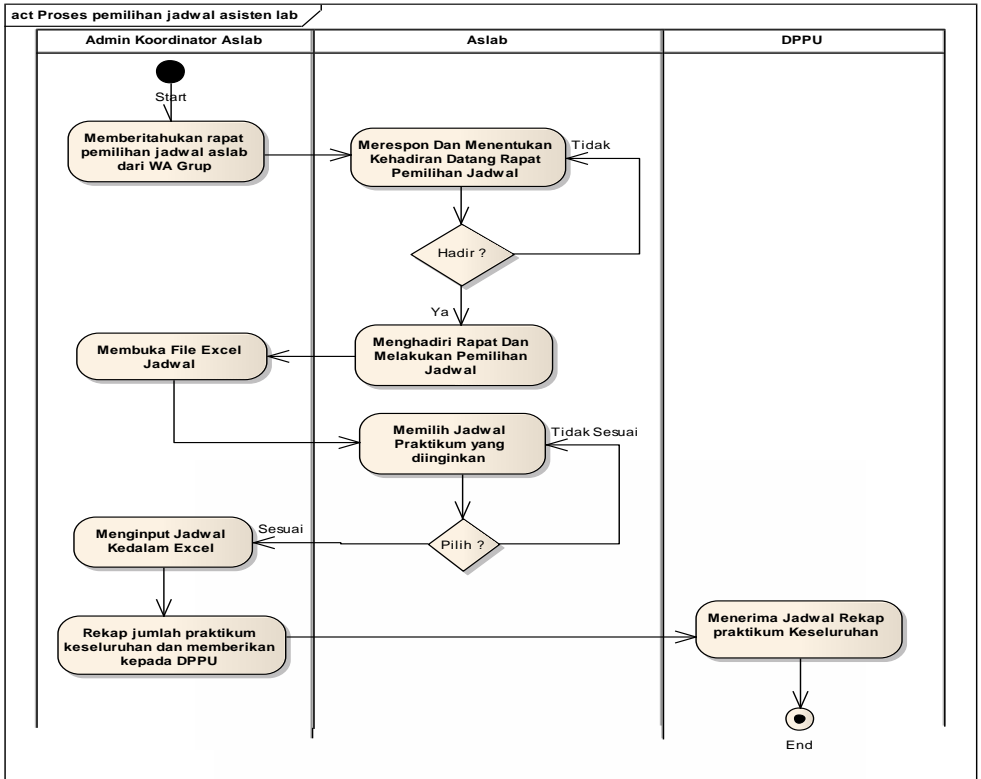 act Proses pemilihan jadwal asisten lab
Admin Koordinator Aslab
Aslab
DPPU
Start
Memberitahukan rapat
pemilihan jadwal aslab
dari WA Grup
Merespon Dan Menentukan
Kehadiran Datang Rapat
Pemilihan Jadwal
Tidak
Hadir ?
Ya
Menghadiri Rapat Dan
Melakukan Pemilihan
Jadwal
Membuka File Excel
Jadwal
Memilih Jadwal
Praktikum yang
diinginkan
Tidak Sesuai
Pilih ?
Sesuai
Menginput Jadwal
Kedalam Excel
Rekap jumlah praktikum
keseluruhan dan memberikan
kepada DPPU
Menerima Jadwal Rekap
praktikum Keseluruhan
End